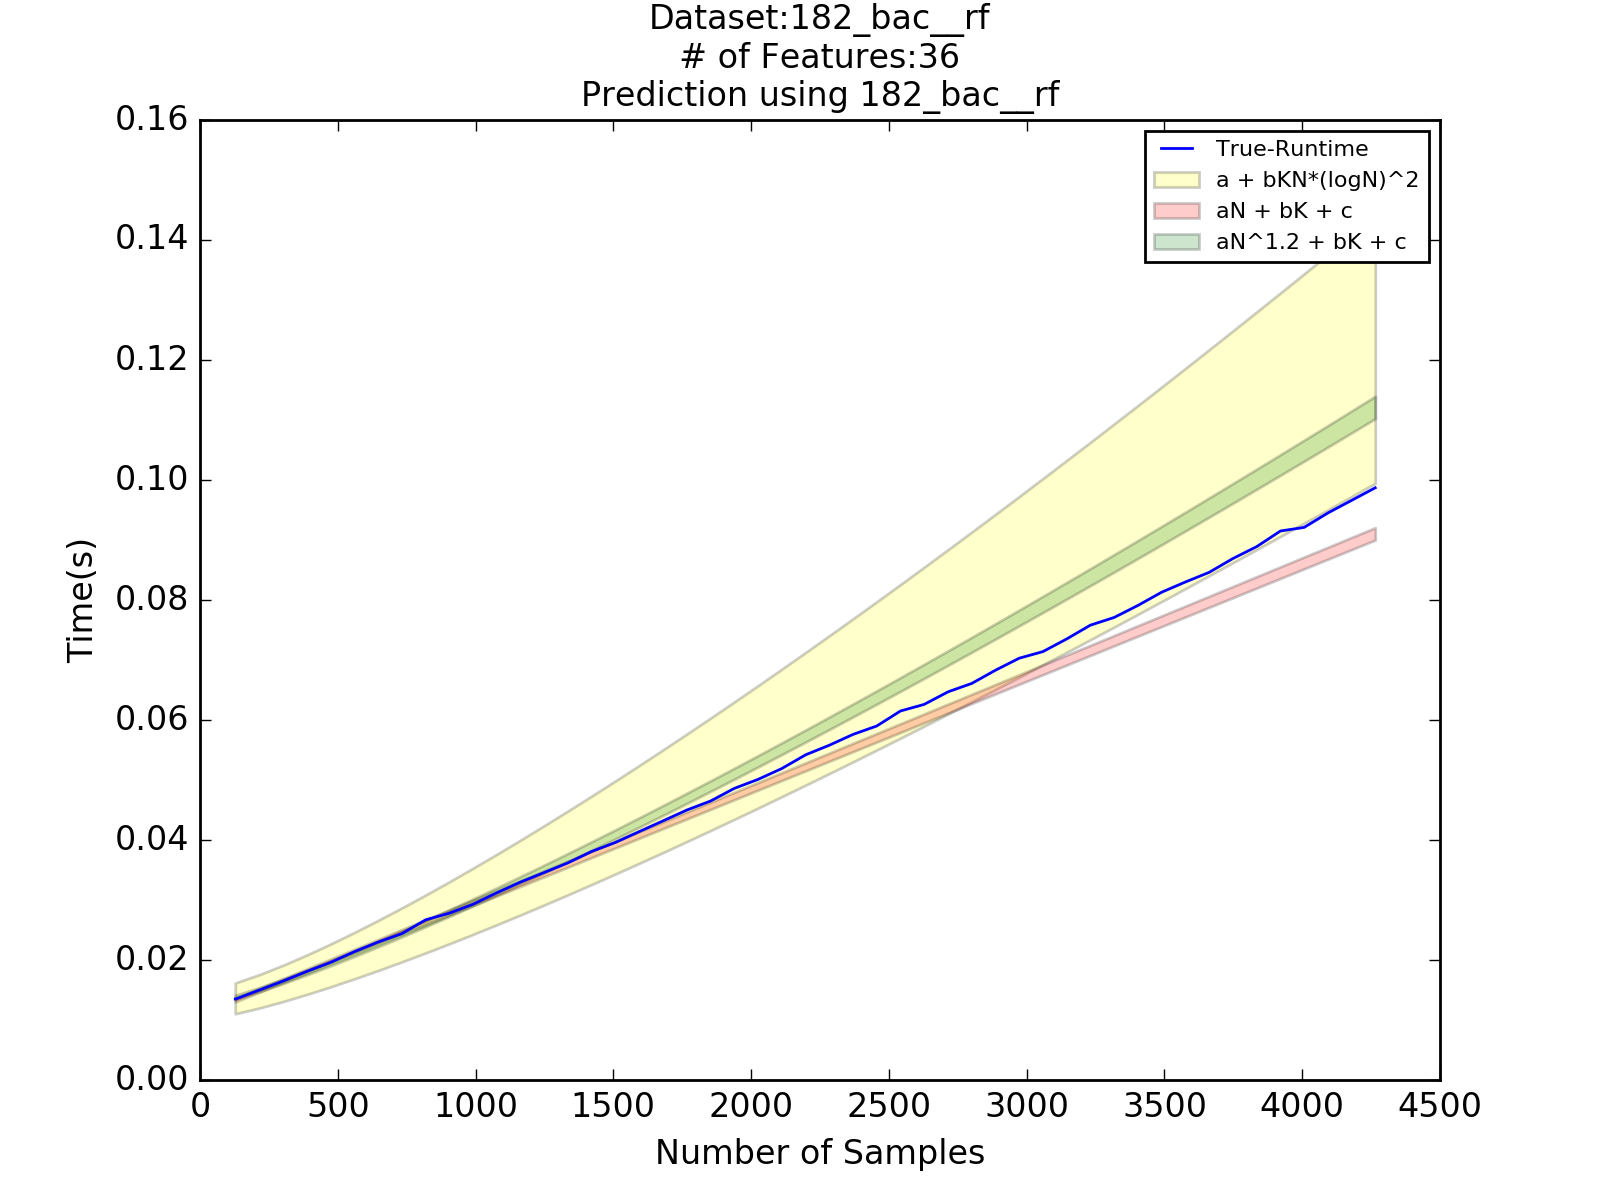 Dataset:182_bac__rf
# of Features:36
Prediction using 182_bac__rf
0.16
0.14
0.12
0.10
0.08
0.06
0.04
0.02
0.00
Time(s)
True-Runtime
a + bKN*(logN)^2
aN + bK + c
aN^1.2 + bK + c
0 500 1000 1500 2000 2500 3000 3500 4000 4500
Number of Samples